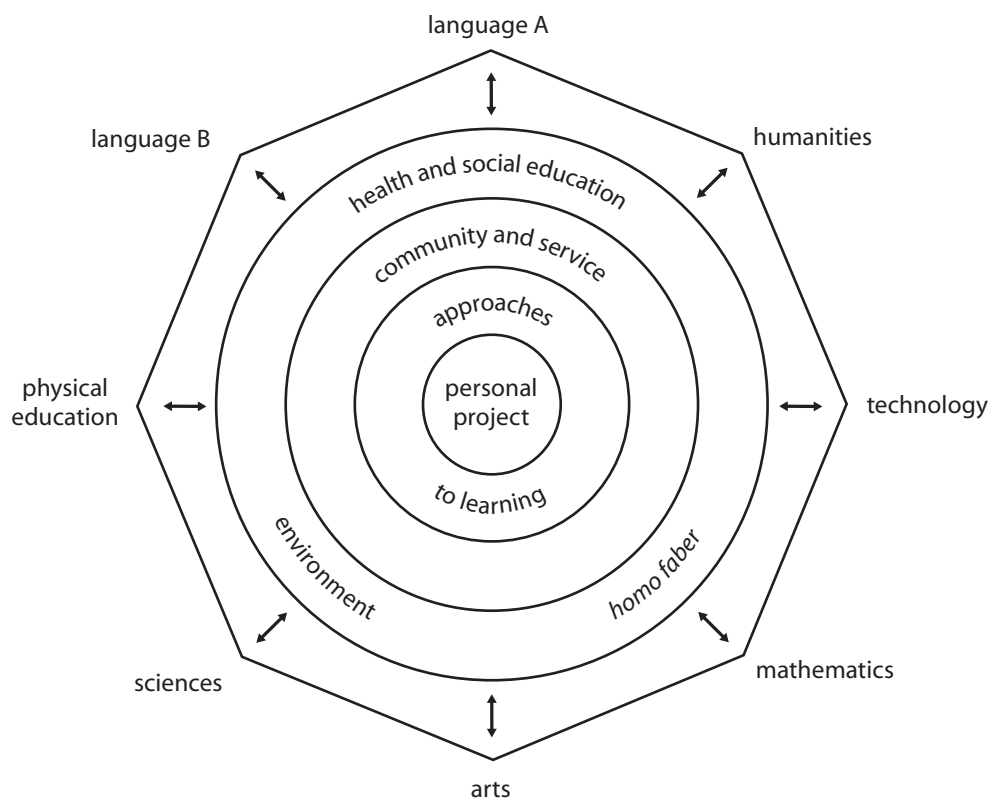 language A
language B
humanities
health and social education
community and service
approaches
personal
project
physical
education
technology
to learning
environment
homo faber
sciences
mathematics
arts